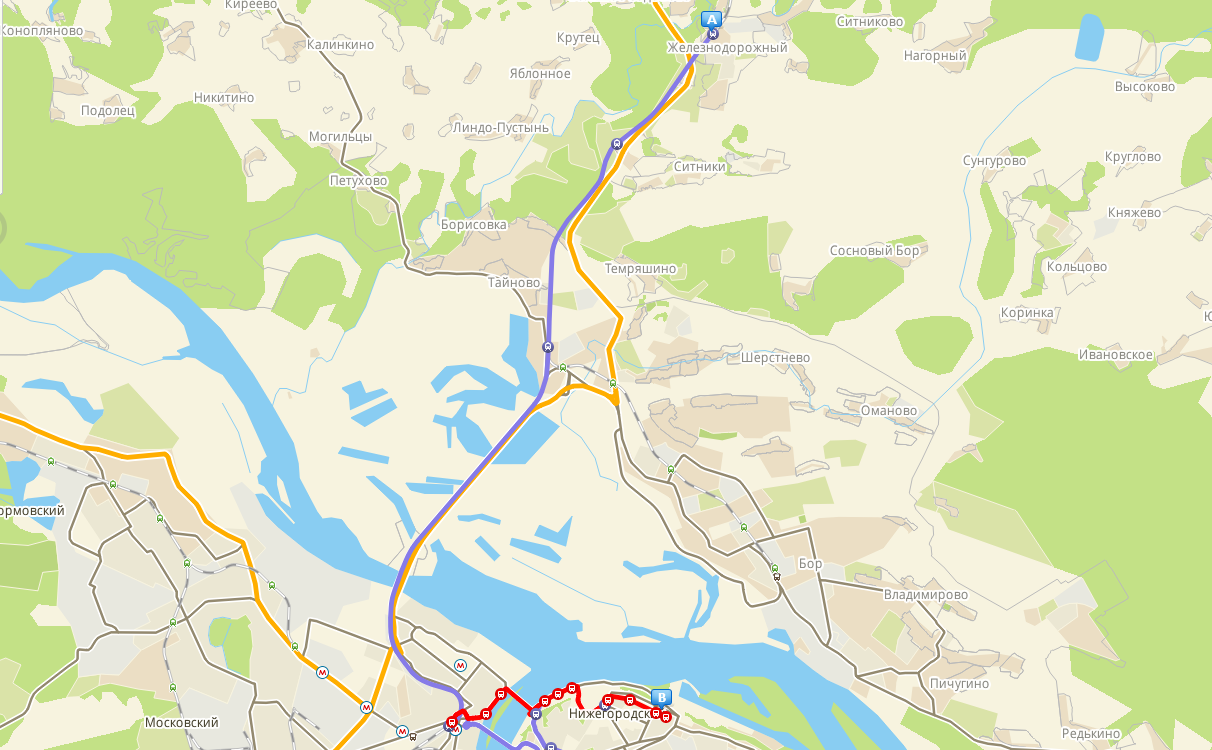 Киреево
A
Ситниково
Конопляново
Калинкино
Крутец
Железнодорожный
Нагорный
Яблонное
Высоково
Никитино
Подолец
Линдо-Пустынь
Могильцы
Сунгурово
Круглово
Ситники
Петухово
Княжево
Борисовка
Сосновый Бор
Темряшино
Кольцово
Тайново
Коринка
Шерстнево
Ивановское
Оманово
ормовский
Бор
Владимирово
Пичугино
B
Нижегородск
Московский
Редькино